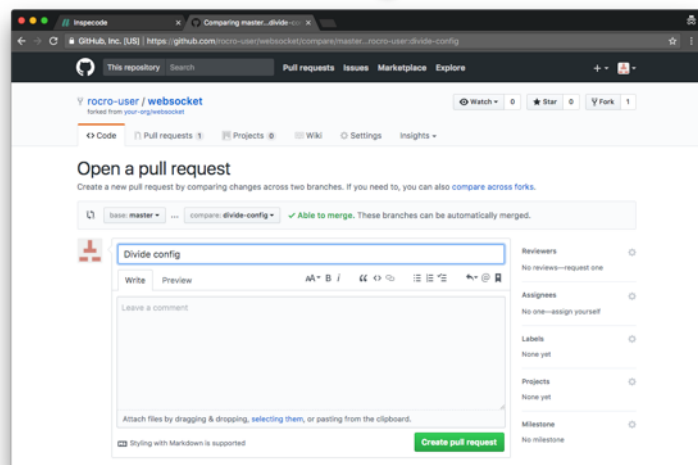 Inspecode
Comparing master...divide-con
GitHub, Inc. [US] | https://github.com/rocro-user/websocket/compare/master...rocro-user:divide-config
This repository Search Pull requests Issues Marketplace Explore
rocro-user / websocket
forked from your-org/websocket
Watch 0 Star 0 Fork 1
Code Pull requests 1 Projects 0 Wiki Settings Insights
Open a pull request
Create a new pull request by comparing changes across two branches. If you need to, you can also compare across forks.
base: master ... compare: divide-config ✓ Able to merge. These branches can be automatically merged.
Divide config
Write Preview AA B i
Leave a comment
Attach files by dragging & dropping, selecting them, or pasting from the clipboard.
Styling with Markdown is supported
Create pull request
Reviewers
No reviews—request one
Assignees
No one—assign yourself
Labels
None yet
Projects
None yet
Milestone
No milestone